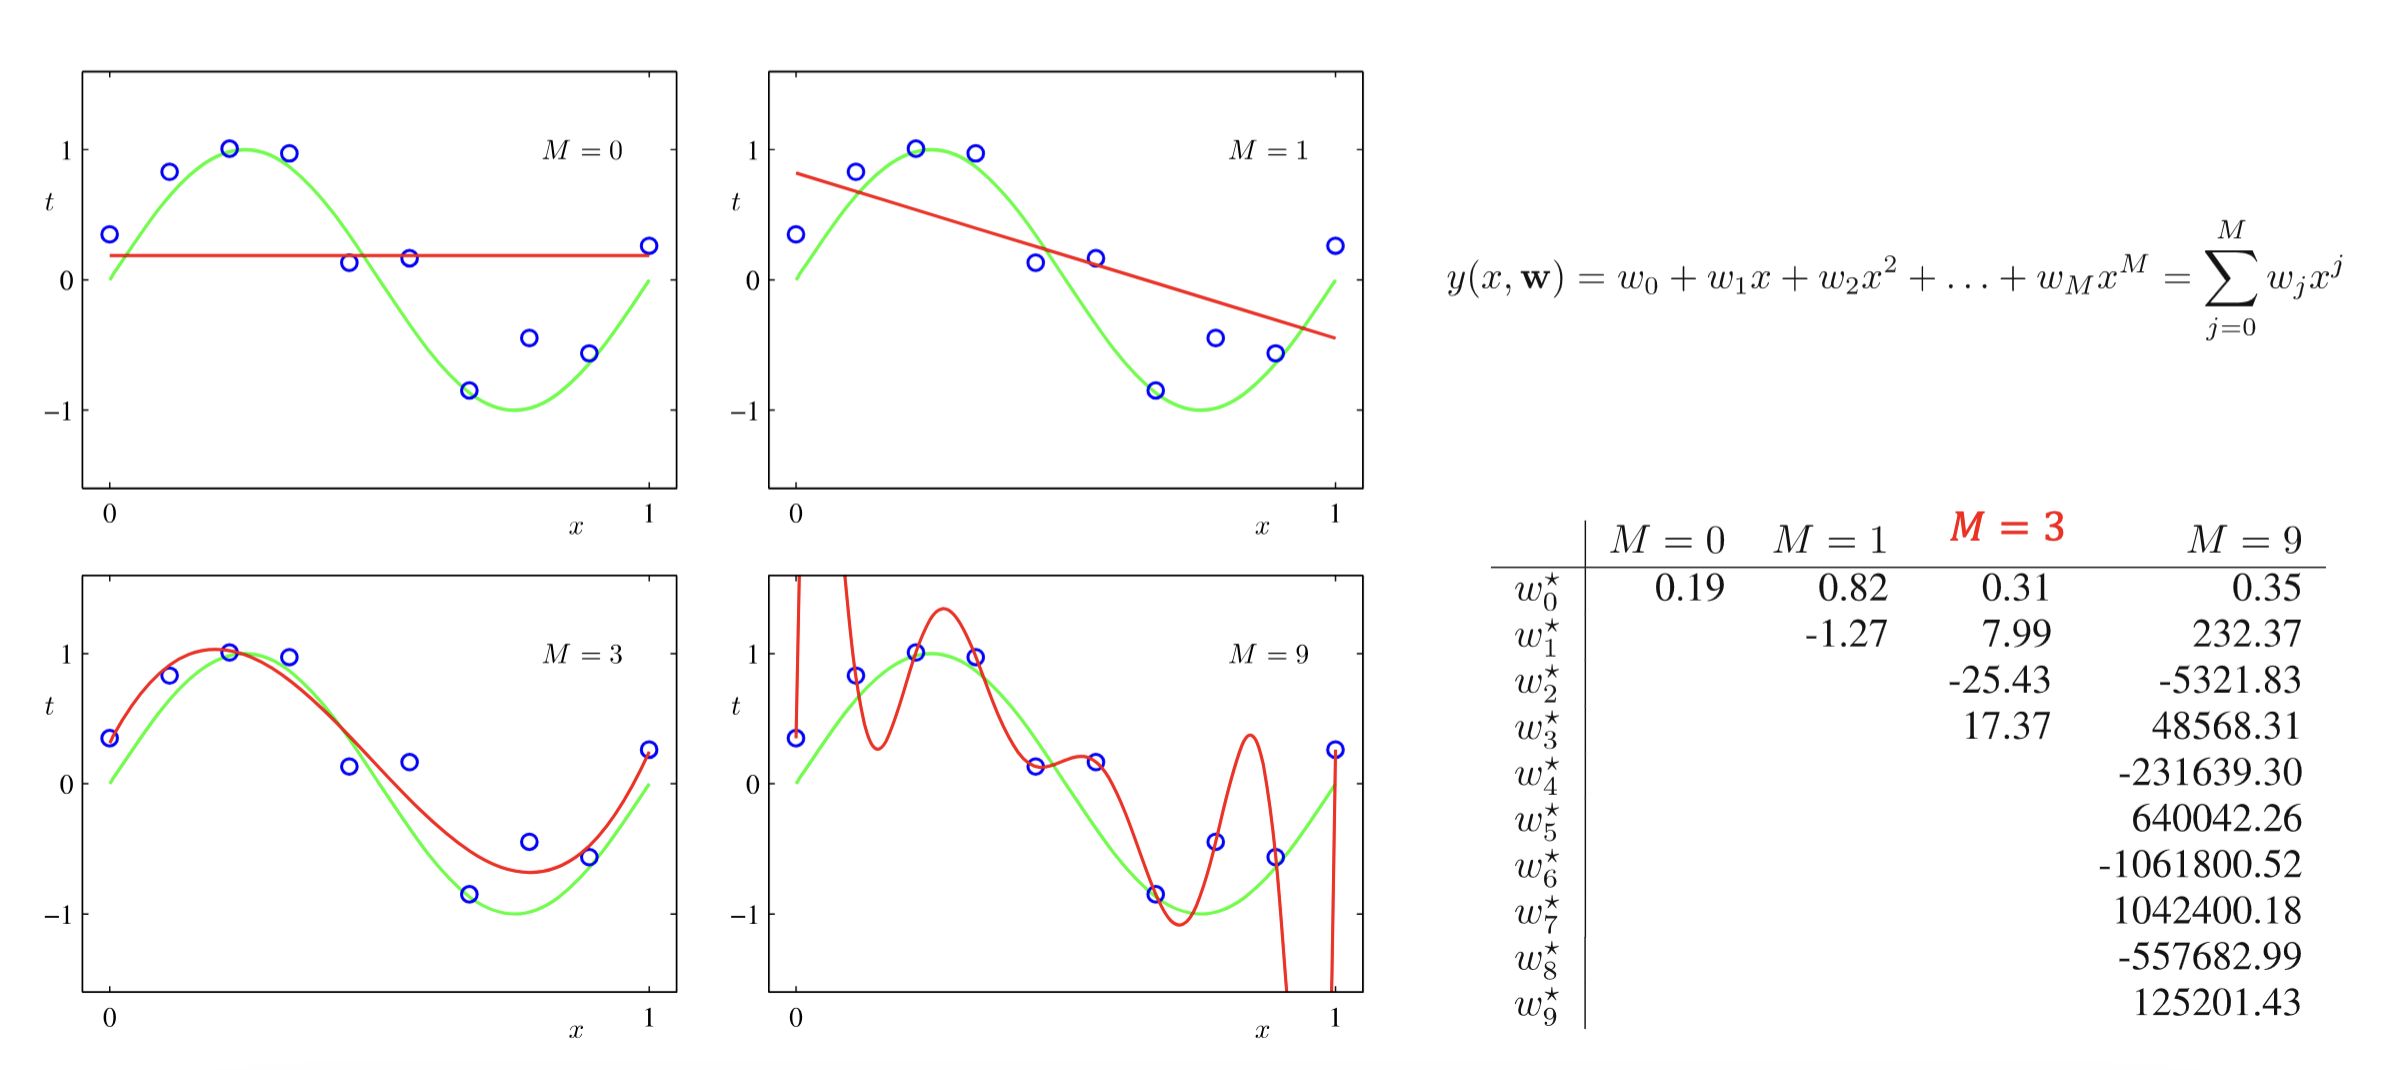 M = 0
1
0
−1
t
0
x
1
M = 1
1
0
−1
t
0
x
1
y(x, w) = w₀ + w₁x + w₂x² + … + w_M x^M = ∑_{j=0}^{M} w_j x^j
M = 3
1
0
−1
t
0
x
1
M = 9
1
0
−1
t
0
x
1
M = 0 M = 1 M = 3 M = 9
w₀* 0.19 0.82 0.31 0.35
w₁* -1.27 7.99 232.37
w₂* -25.43 -5321.83
w₃* 17.37 48568.31
w₄* -231639.30
w₅* 640042.26
w₆* -1061800.52
w₇* 1042400.18
w₈* -557682.99
w₉* 125201.43